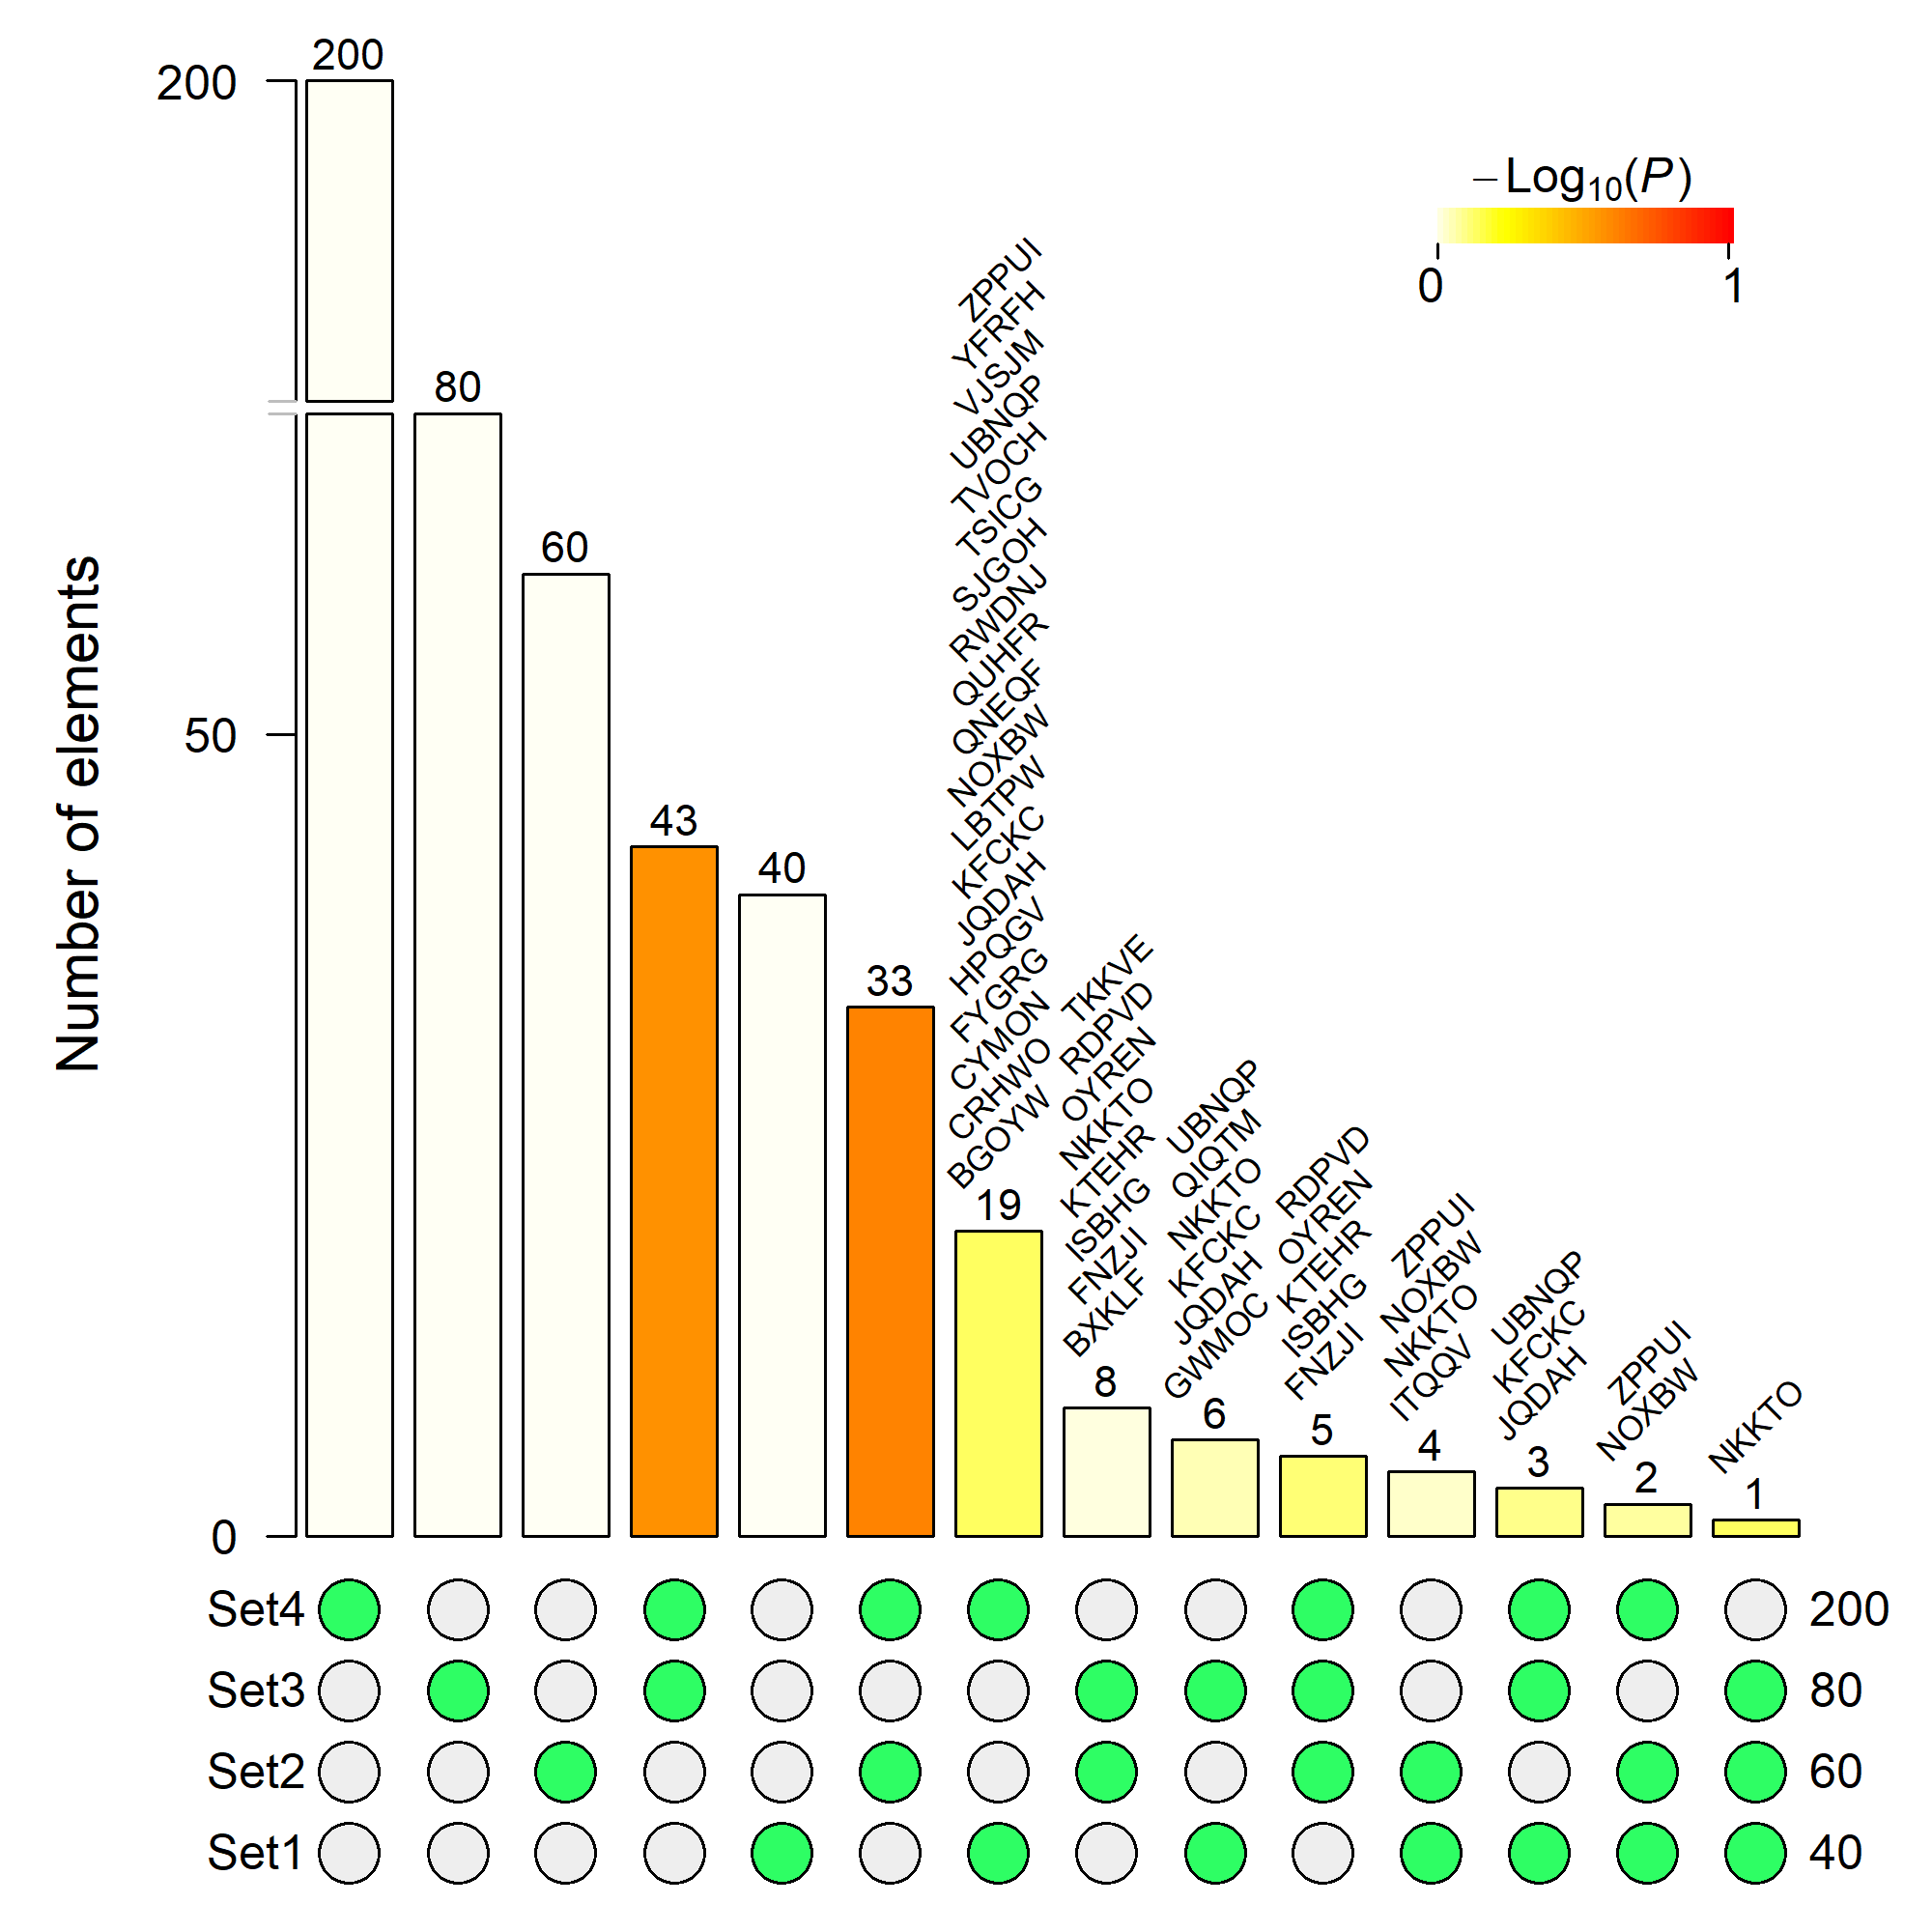 200
200
80
−Log10(P)
0 1
60
50
43
40
33
Number of elements
ZPPUI
YFRFH
VJSJM
UBNQP
TVOCH
TSICG
SJGOH
RWDNJ
QUHFR
QNEQF
NOXBW
LBTPW
KFCKC
JQDAH
HPQGV
FYGRG
CYMON
CRHWO
BGOYW
19
TKKVE
RDPVD
OYREN
NKKTO
KTEHR
ISBHG
FNZJI
BXKLF
8
UBNQP
QIQTM
NKKTO
KFCKC
JQDAH
GWMOC
6
RDPVD
OYREN
KTEHR
ISBHG
FNZJI
5
ZPPUI
NOXBW
NKKTO
ITQQV
4
UBNQP
KFCKC
JQDAH
3
ZPPUI
NOXBW
2
NKKTO
1
0
Set4 200
Set3 80
Set2 60
Set1 40